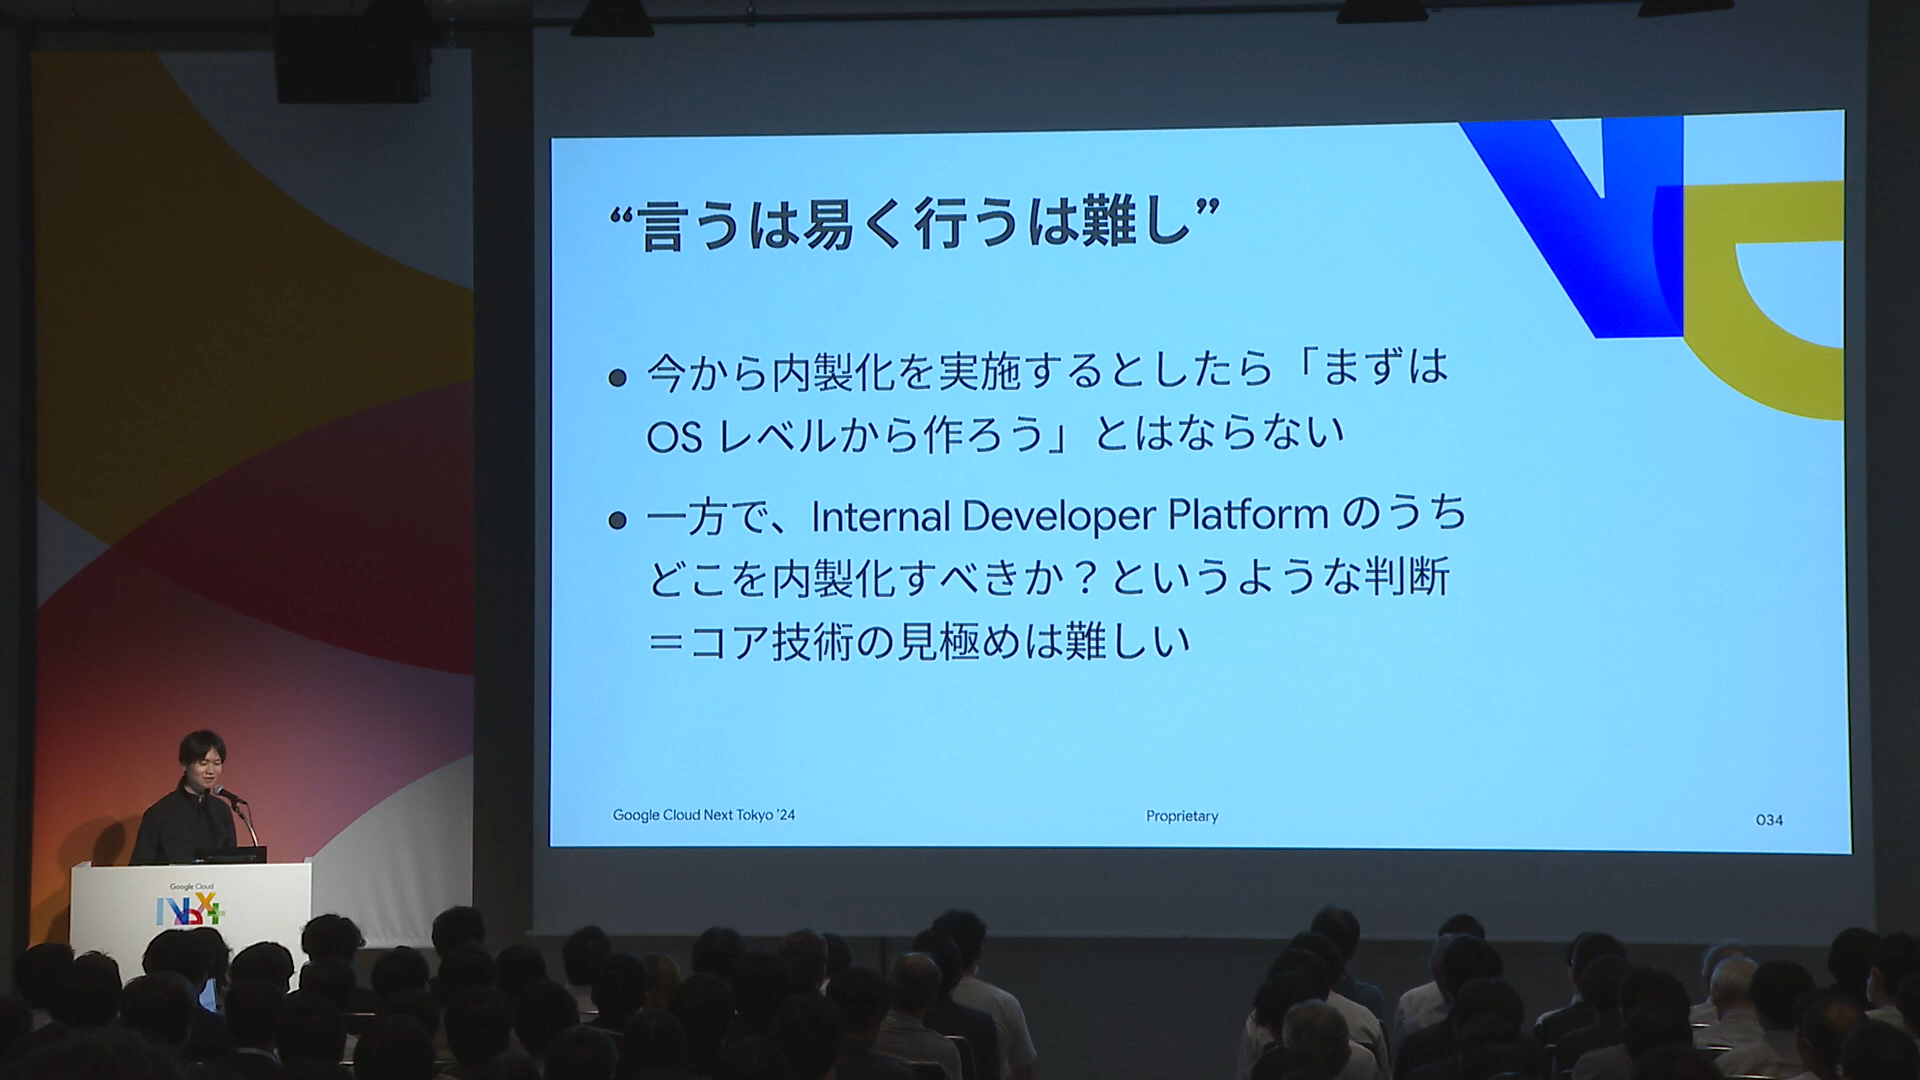 “言うは易く行うは難し”
● 今から内製化を実施するとしたら「まずは
OS レベルから作ろう」とはならない
● 一方で、Internal Developer Platform のうち
どこを内製化すべきか？というような判断
＝コア技術の見極めは難しい
Google Cloud Next Tokyo ’24
Proprietary
034
Google Cloud
Next